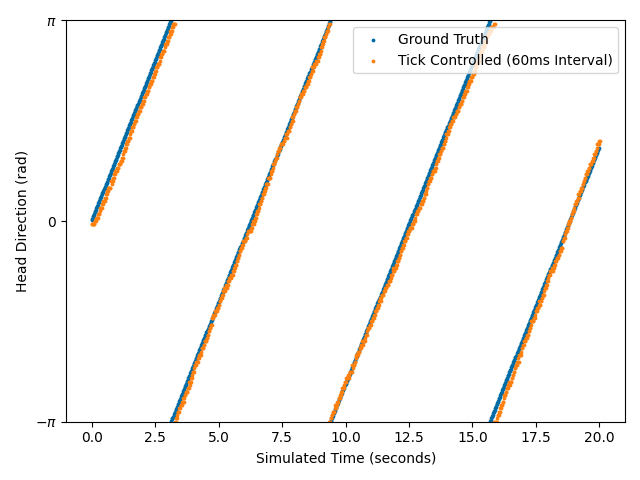 Ground Truth
Tick Controlled (60ms Interval)
Head Direction (rad)
π
0
−π
0.0 2.5 5.0 7.5 10.0 12.5 15.0 17.5 20.0
Simulated Time (seconds)